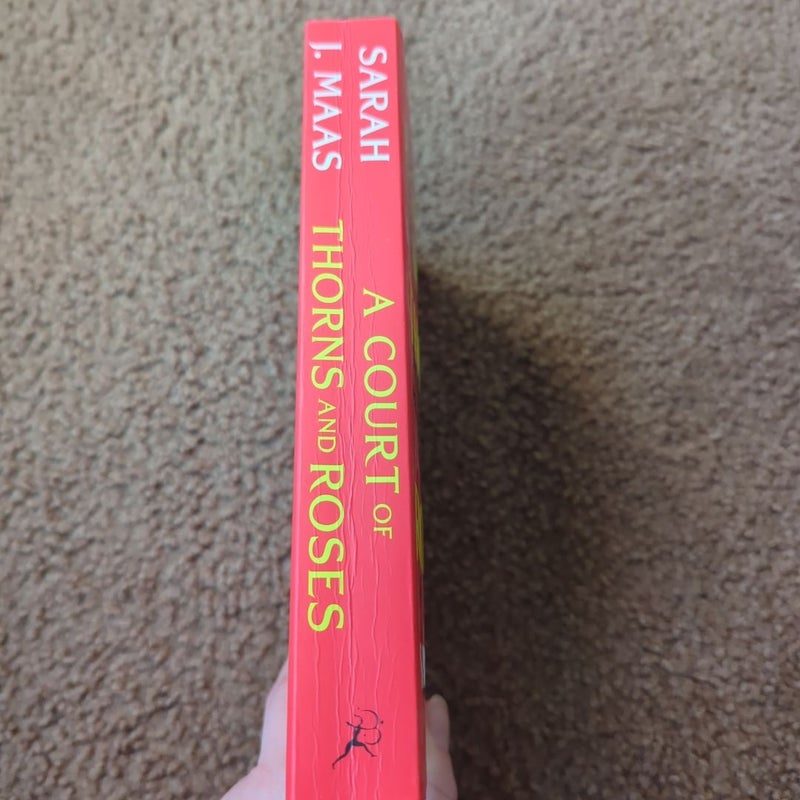 SARAH
J. MAAS
A COURT OF
THORNS AND ROSES